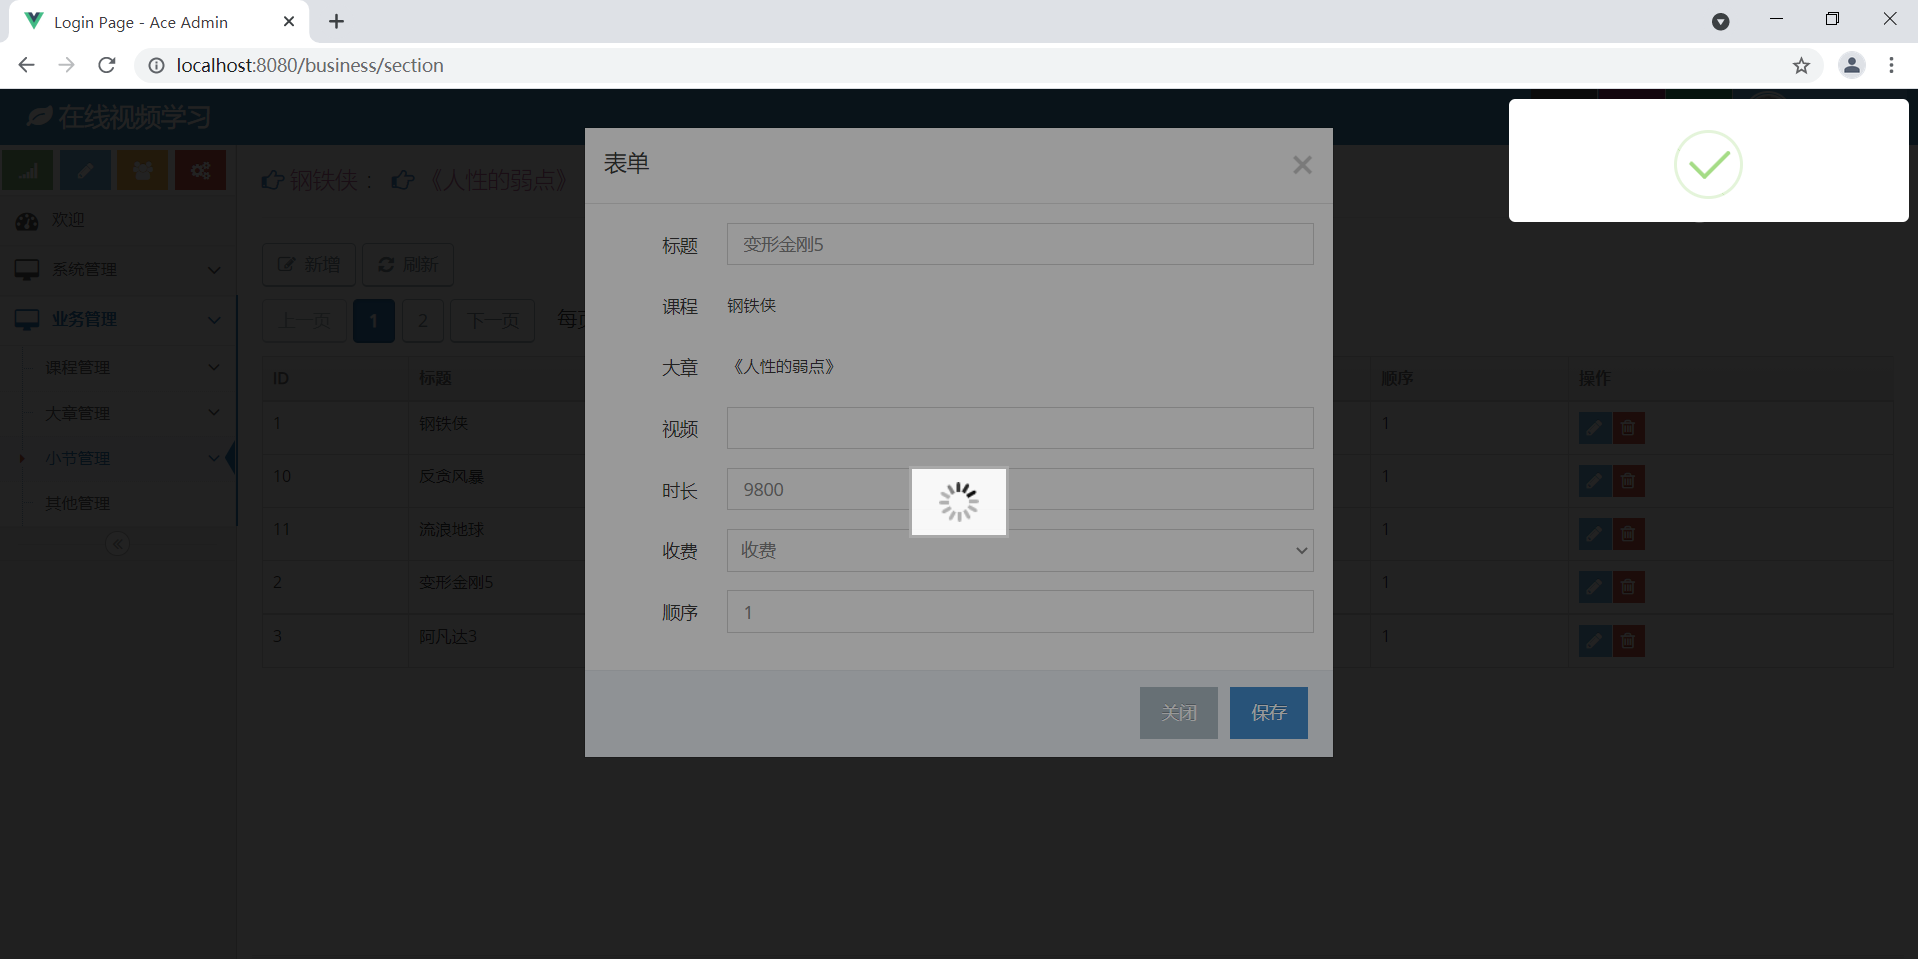 Login Page - Ace Admin
localhost:8080/business/section
在线视频学习
钢铁侠： 《人性的弱点》
欢迎
系统管理
业务管理
课程管理
大章管理
小节管理
其他管理
新增 刷新
上一页 1 2 下一页 每页
ID 标题 顺序 操作
1 钢铁侠 1
10 反贪风暴 1
11 流浪地球 1
2 变形金刚5 1
3 阿凡达3 1
表单
标题 变形金刚5
课程 钢铁侠
大章 《人性的弱点》
视频
时长 9800
收费 收费
顺序 1
关闭 保存